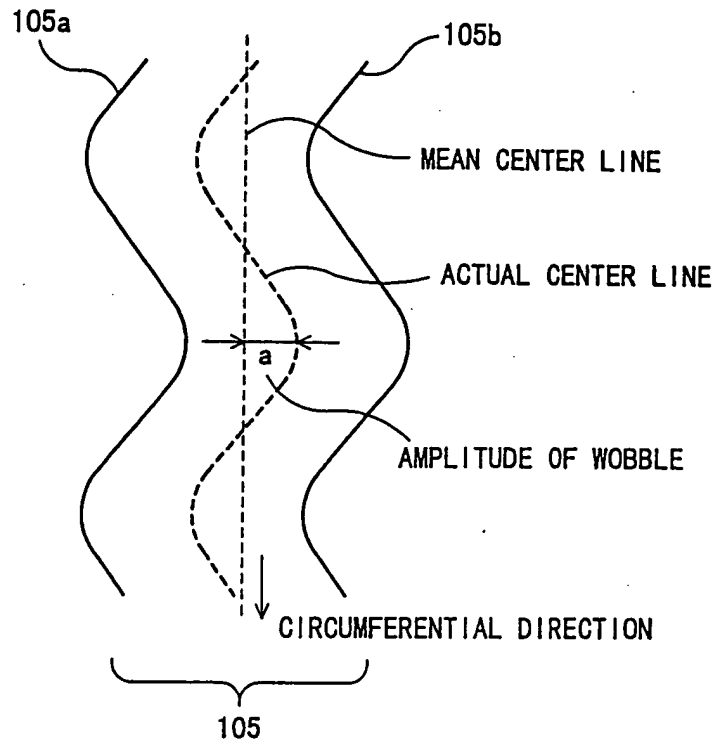 105a
105b
MEAN CENTER LINE
ACTUAL CENTER LINE
a
AMPLITUDE OF WOBBLE
CIRCUMFERENTIAL DIRECTION
105